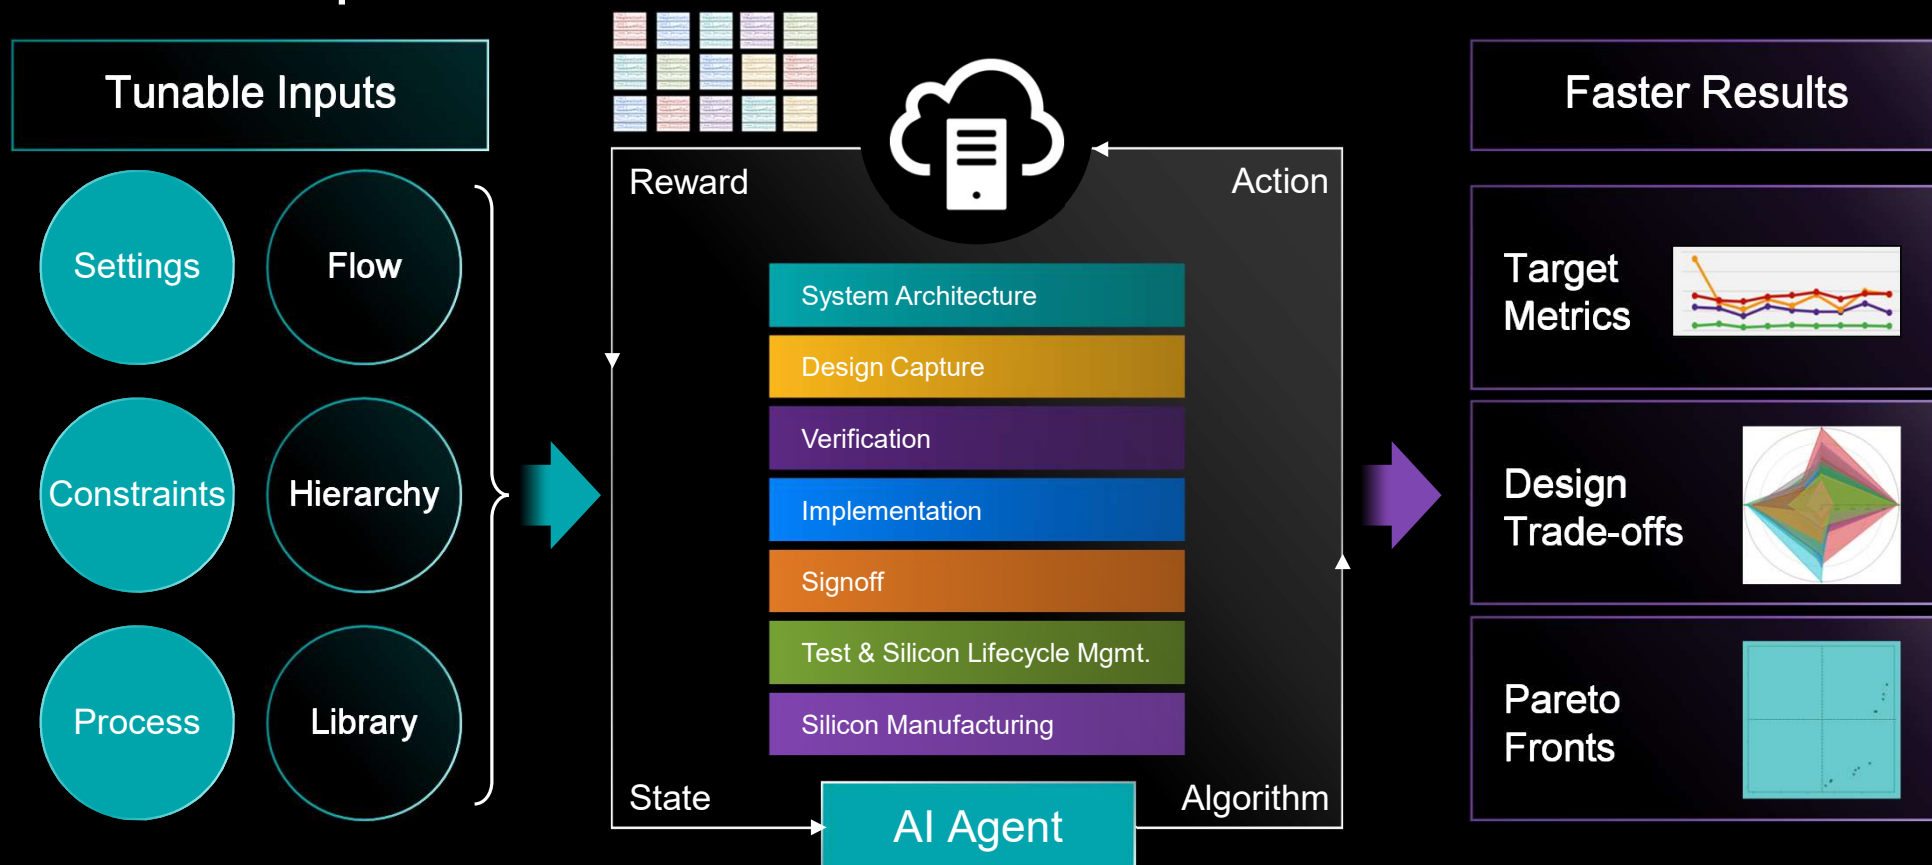 Tunable Inputs
Settings
Flow
Constraints
Hierarchy
Process
Library
Reward
Action
System Architecture
Design Capture
Verification
Implementation
Signoff
Test & Silicon Lifecycle Mgmt.
Silicon Manufacturing
State
Algorithm
AI Agent
Faster Results
Target
Metrics
Design
Trade-offs
Pareto
Fronts